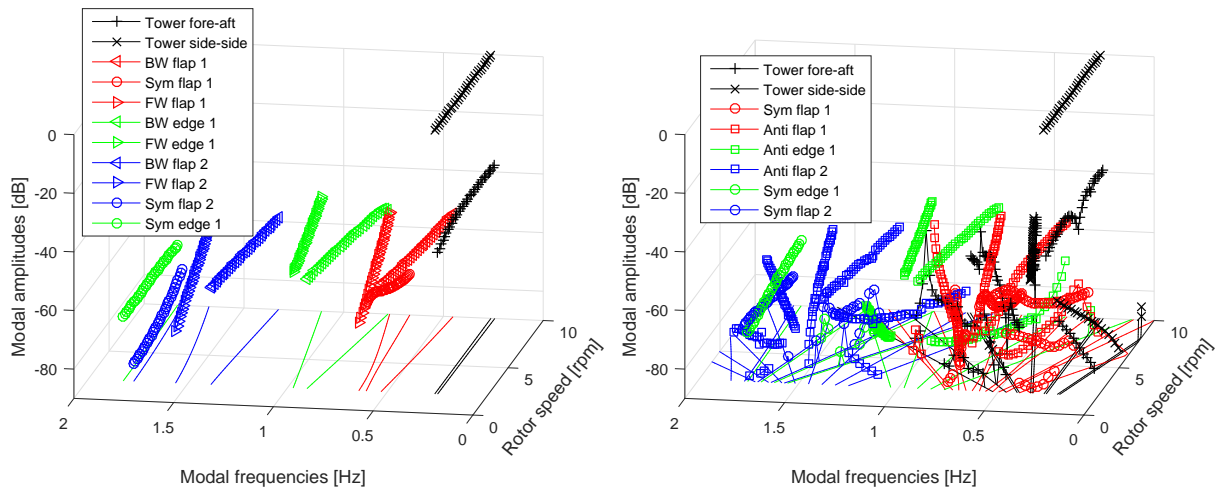 Tower fore-aft
Tower side-side
BW flap 1
Sym flap 1
FW flap 1
BW edge 1
FW edge 1
BW flap 2
FW flap 2
Sym flap 2
Sym edge 1
0
-20
-40
-60
-80
Modal amplitudes [dB]
2
1.5
1
0.5
0
Modal frequencies [Hz]
0
5
10
Rotor speed [rpm]
Tower fore-aft
Tower side-side
Sym flap 1
Anti flap 1
Anti edge 1
Anti flap 2
Sym edge 1
Sym flap 2
0
-20
-40
-60
-80
Modal amplitudes [dB]
2
1.5
1
0.5
0
Modal frequencies [Hz]
0
5
10
Rotor speed [rpm]